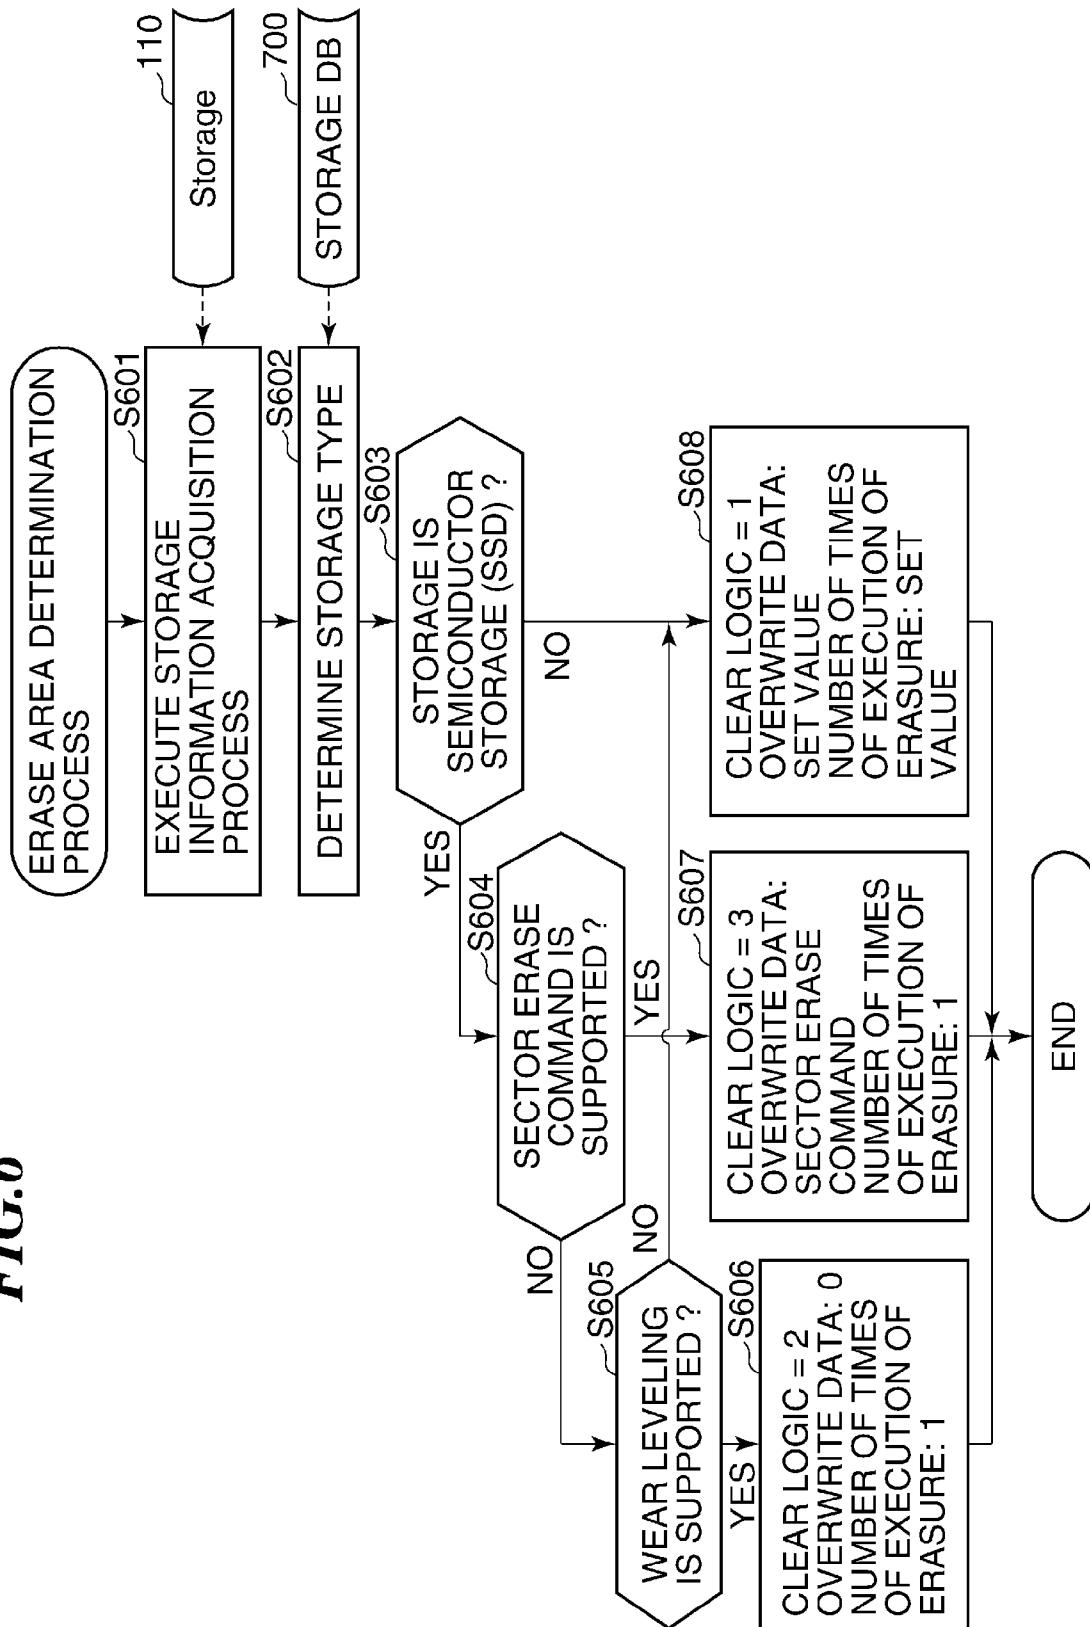 FIG.6
ERASE AREA DETERMINATION
PROCESS
S601
EXECUTE STORAGE
INFORMATION ACQUISITION
PROCESS
110
Storage
S602
DETERMINE STORAGE TYPE
700
STORAGE DB
S603
STORAGE IS
SEMICONDUCTOR
STORAGE (SSD) ?
YES
NO
S604
SECTOR ERASE
COMMAND IS
SUPPORTED ?
NO
YES
S605
WEAR LEVELING
IS SUPPORTED ?
NO
YES
S606
CLEAR LOGIC = 2
OVERWRITE DATA: 0
NUMBER OF TIMES
OF EXECUTION OF
ERASURE: 1
S607
CLEAR LOGIC = 3
OVERWRITE DATA:
SECTOR ERASE
COMMAND
NUMBER OF TIMES
OF EXECUTION OF
ERASURE: 1
S608
CLEAR LOGIC = 1
OVERWRITE DATA:
SET VALUE
NUMBER OF TIMES
OF EXECUTION OF
ERASURE: SET
VALUE
END